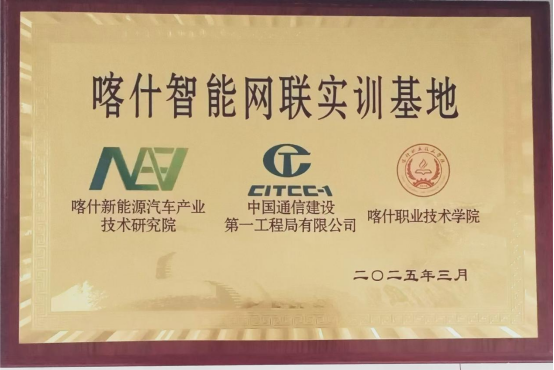 喀什智能网联实训基地
CITCC-1
喀什新能源汽车产业
技术研究院
中国通信建设
第一工程局有限公司
喀什职业技术学院
二〇二五年三月